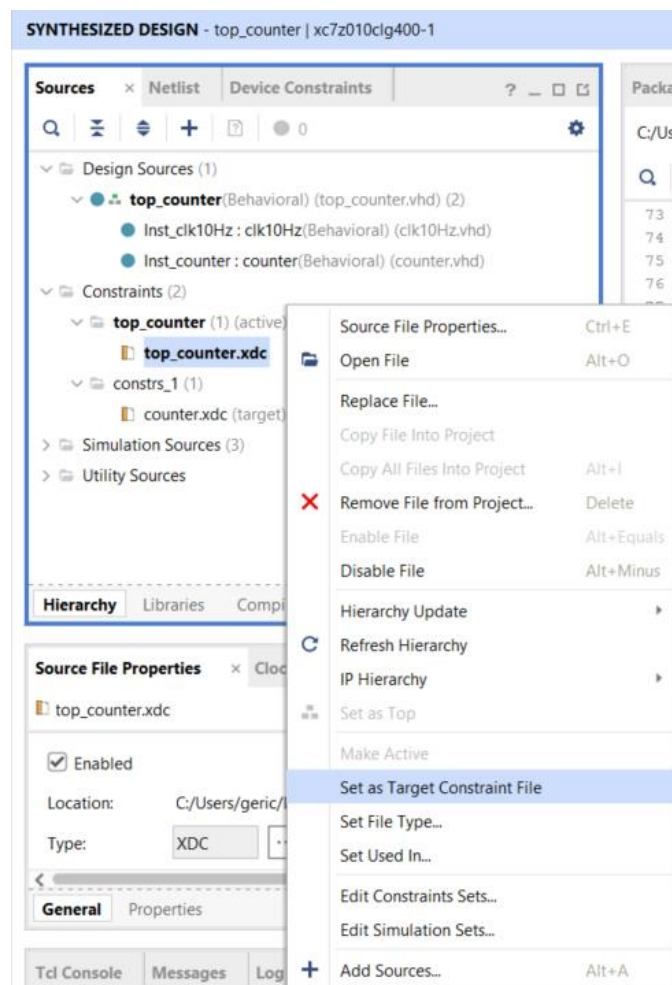 SYNTHESIZED DESIGN - top_counter | xc7z010clg400-1
Sources × Netlist Device Constraints ?
0
Design Sources (1)
top_counter(Behavioral) (top_counter.vhd) (2)
Inst_clk10Hz : clk10Hz(Behavioral) (clk10Hz.vhd)
Inst_counter : counter(Behavioral) (counter.vhd)
Constraints (2)
top_counter (1) (active)
top_counter.xdc
constrs_1 (1)
counter.xdc (target)
Simulation Sources (3)
Utility Sources
Hierarchy Libraries Compi
Source File Properties × Cloc
top_counter.xdc
Enabled
Location: C:/Users/geric/
Type: XDC
General Properties
Tcl Console Messages Log
Source File Properties... Ctrl+E
Open File Alt+O
Replace File...
Copy File Into Project
Copy All Files Into Project Alt+I
Remove File from Project... Delete
Enable File Alt+Equals
Disable File Alt+Minus
Hierarchy Update
Refresh Hierarchy
IP Hierarchy
Set as Top
Make Active
Set as Target Constraint File
Set File Type...
Set Used In...
Edit Constraints Sets...
Edit Simulation Sets...
Add Sources... Alt+A
Packa
C:/Us
73
74
75
76